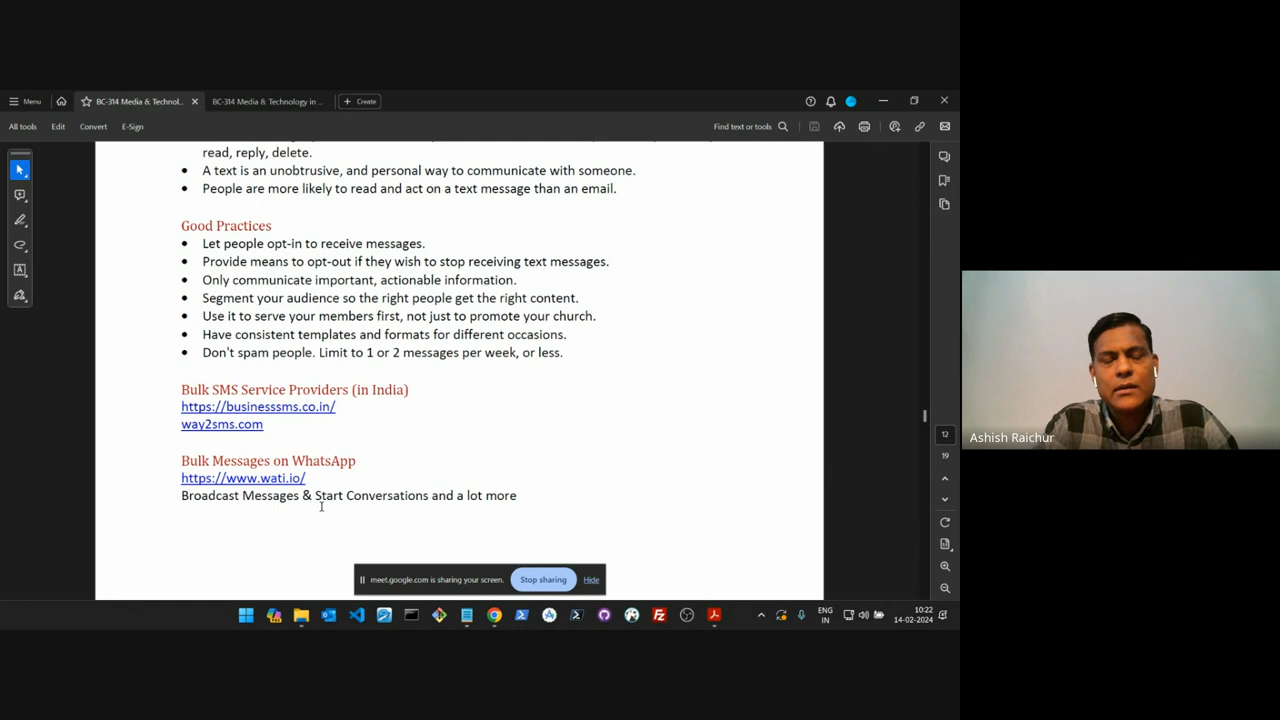 Menu
BC-314 Media & Technol...
BC-314 Media & Technology in ...
Create
All tools
Edit
Convert
E-Sign
Find text or tools
read, reply, delete.
• A text is an unobtrusive, and personal way to communicate with someone.
• People are more likely to read and act on a text message than an email.
Good Practices
• Let people opt-in to receive messages.
• Provide means to opt-out if they wish to stop receiving text messages.
• Only communicate important, actionable information.
• Segment your audience so the right people get the right content.
• Use it to serve your members first, not just to promote your church.
• Have consistent templates and formats for different occasions.
• Don't spam people. Limit to 1 or 2 messages per week, or less.
Bulk SMS Service Providers (in India)
https://businesssms.co.in/
way2sms.com
Bulk Messages on WhatsApp
https://www.wati.io/
Broadcast Messages & Start Conversations and a lot more
12
19
meet.google.com is sharing your screen.
Stop sharing
Hide
ENG
IN
10:22
14-02-2024
Ashish Raichur